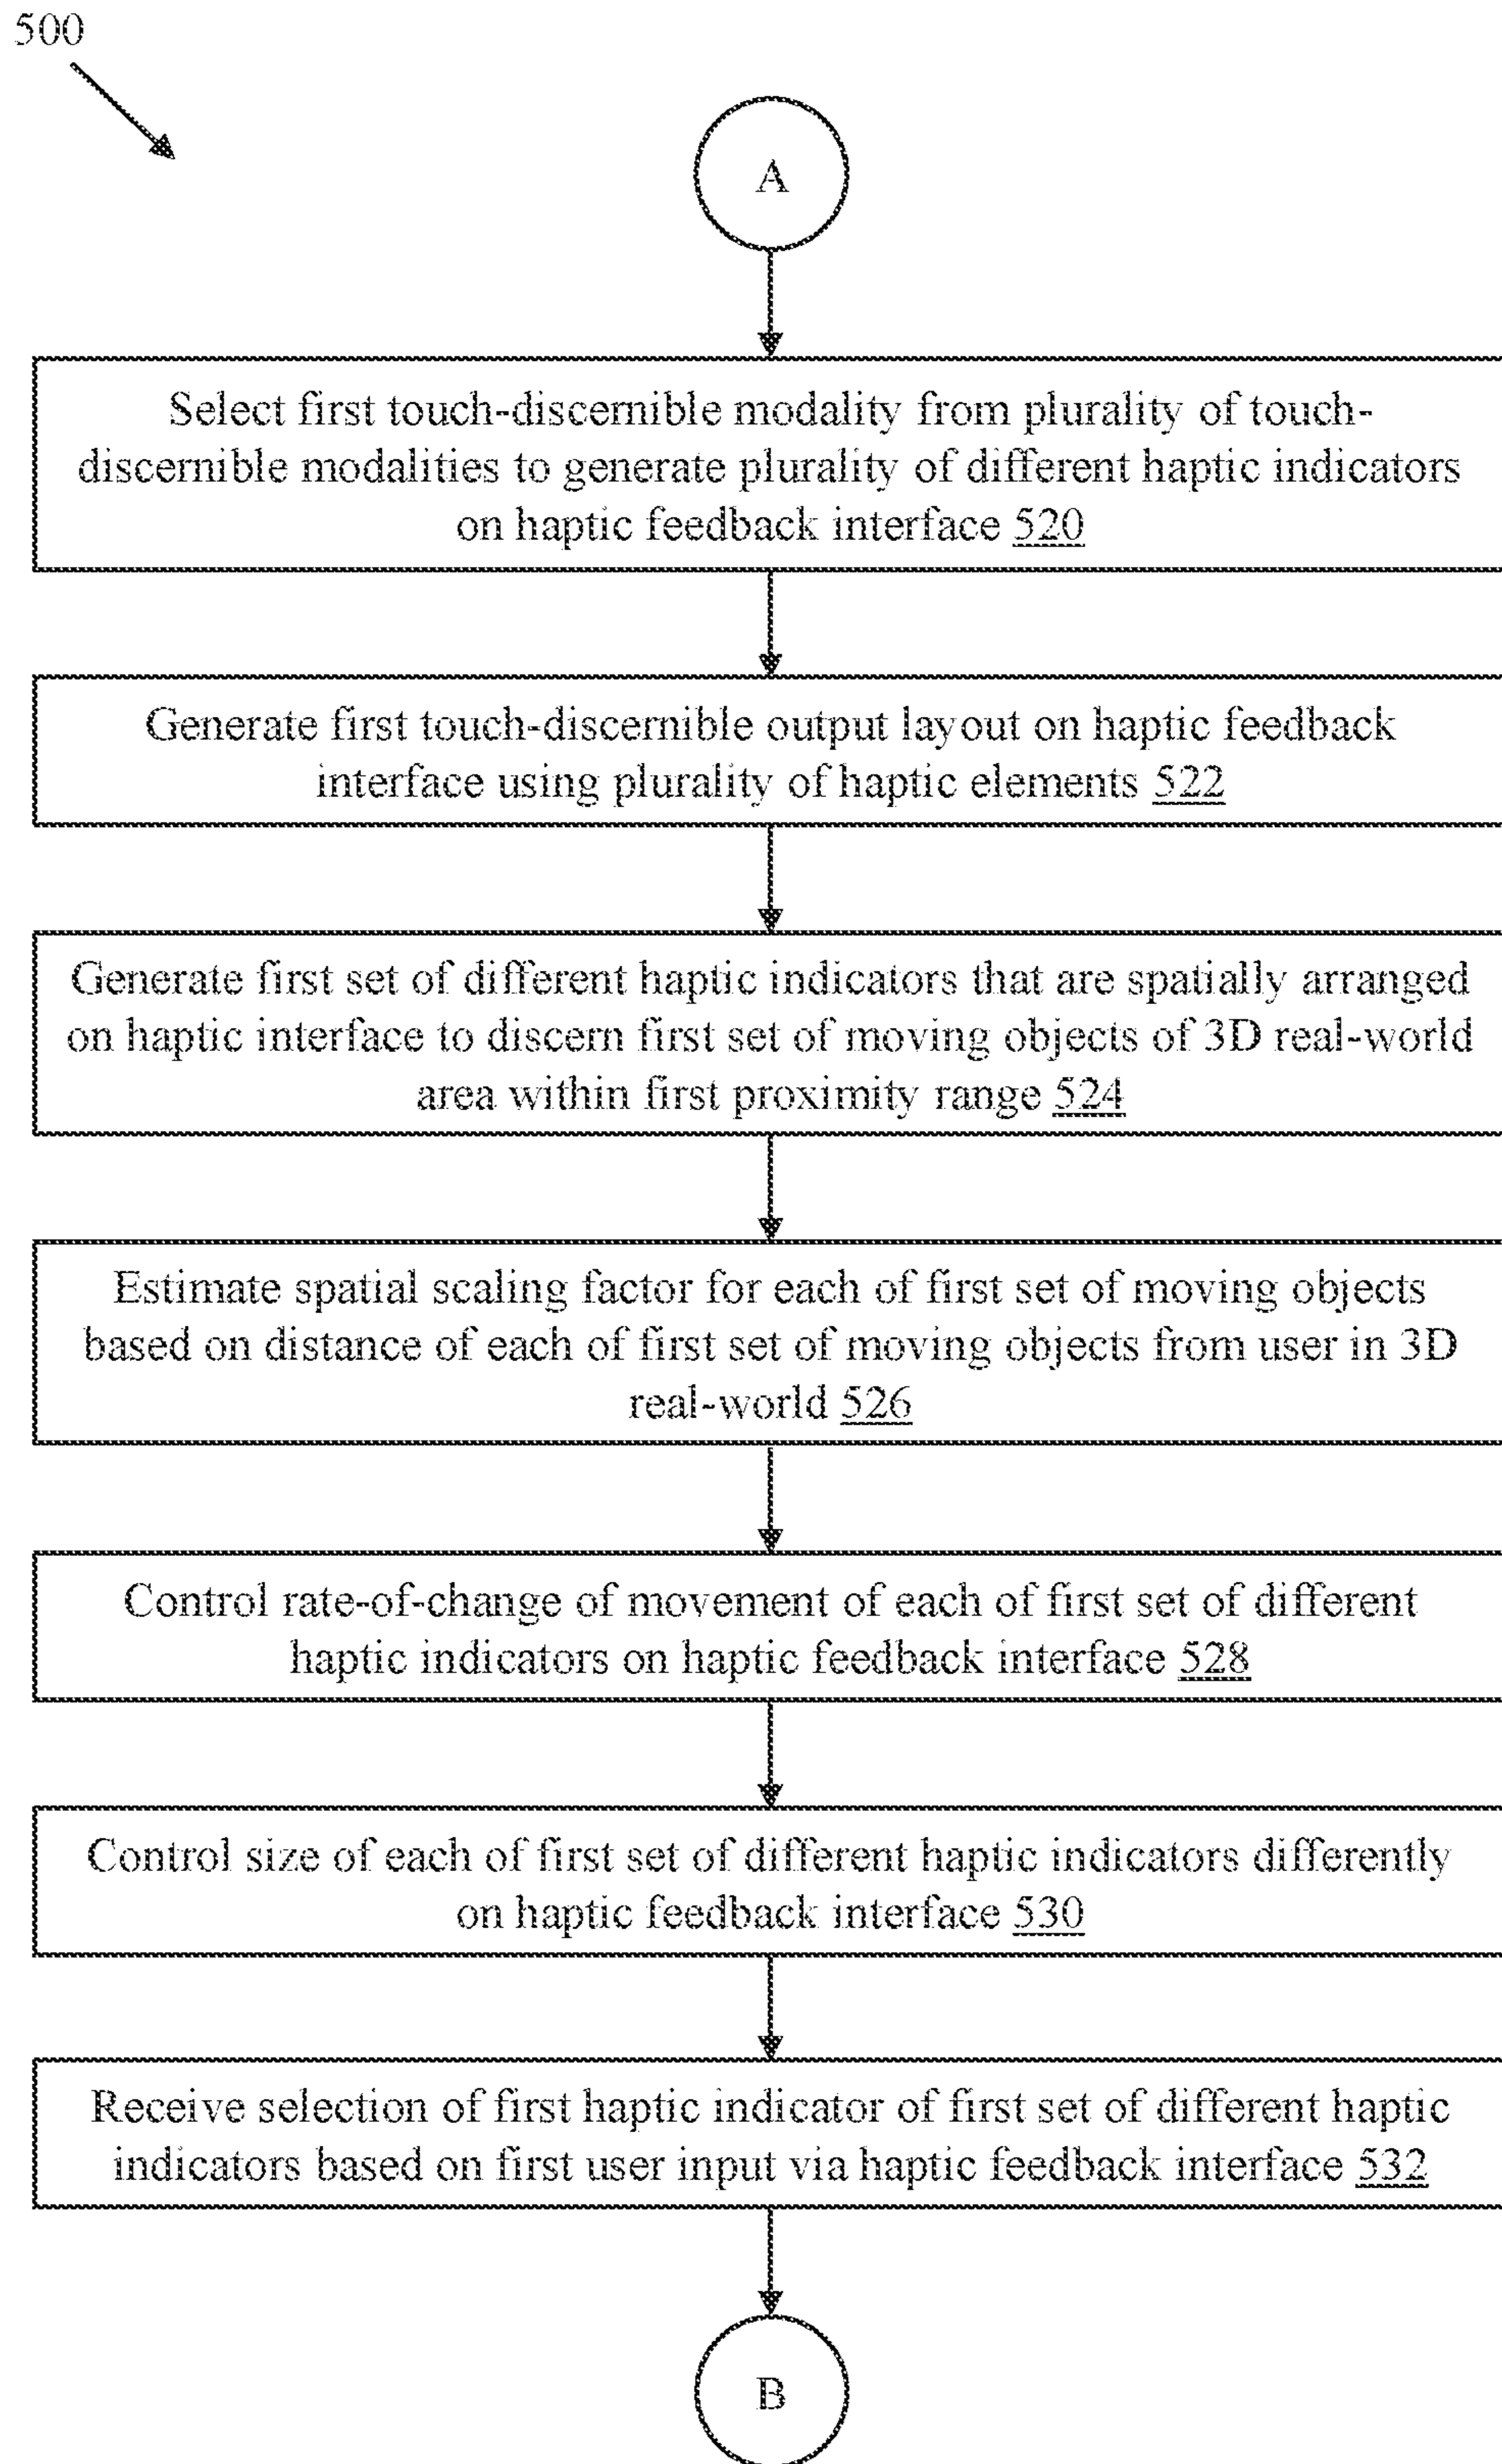 500
A
Select first touch-discernible modality from plurality of touch-
discernible modalities to generate plurality of different haptic indicators
on haptic feedback interface 520
Generate first touch-discernible output layout on haptic feedback
interface using plurality of haptic elements 522
Generate first set of different haptic indicators that are spatially arranged
on haptic interface to discern first set of moving objects of 3D real-world
area within first proximity range 524
Estimate spatial scaling factor for each of first set of moving objects
based on distance of each of first set of moving objects from user in 3D
real-world 526
Control rate-of-change of movement of each of first set of different
haptic indicators on haptic feedback interface 528
Control size of each of first set of different haptic indicators differently
on haptic feedback interface 530
Receive selection of first haptic indicator of first set of different haptic
indicators based on first user input via haptic feedback interface 532
B